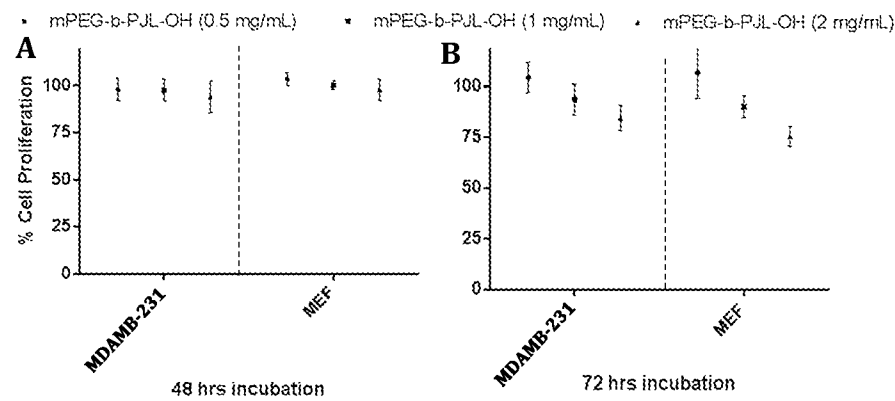 mPEG-b-PJL-OH (0.5 mg/mL) mPEG-b-PJL-OH (1 mg/mL) mPEG-b-PJL-OH (2 mg/mL)
A B
% Cell Proliferation
100
75
50
25
0
MDAMB-231 MEF
48 hrs incubation
100
75
50
25
0
MDAMB-231 MEF
72 hrs incubation